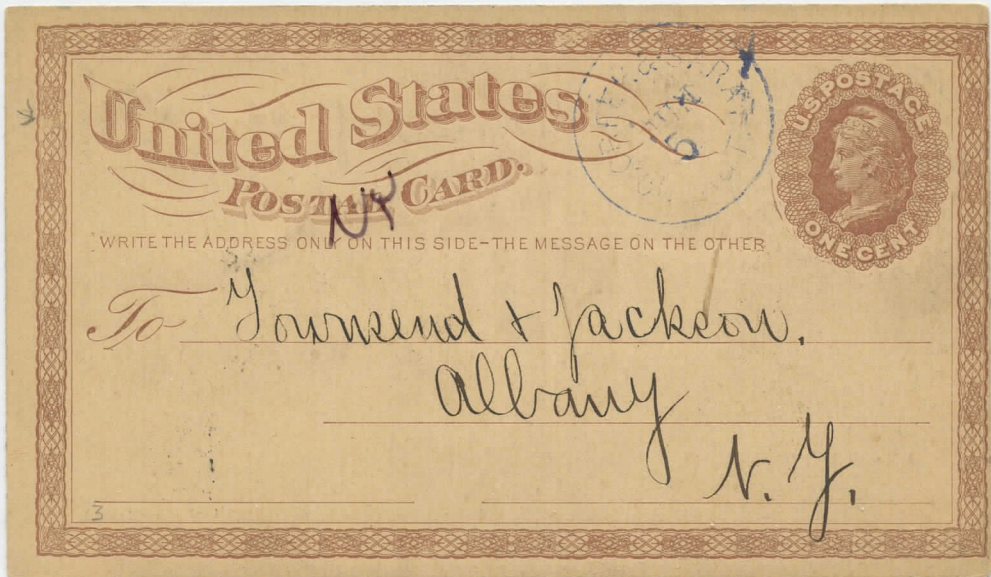 United States
POSTAL CARD.
U.S. POSTAGE
ONE CENT
NY
WRITE THE ADDRESS ONLY ON THIS SIDE-THE MESSAGE ON THE OTHER
To Townsend & Jackson.
Albany
N. Y.
3